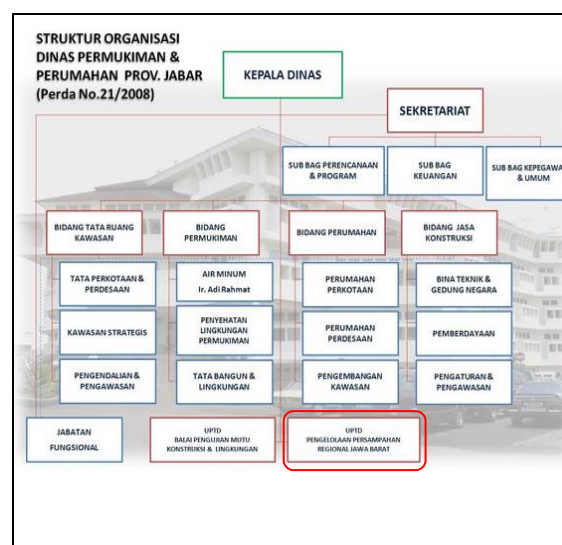 STRUKTUR ORGANISASI
DINAS PERMUKIMAN &
PERUMAHAN PROV. JABAR
(Perda No.21/2008)
KEPALA DINAS
SEKRETARIAT
SUB BAG PERENCANAAN
& PROGRAM
SUB BAG
KEUANGAN
SUB BAG KEPEGAWA
& UMUM
BIDANG TATA RUANG
KAWASAN
BIDANG
PERMUKIMAN
BIDANG PERUMAHAN
BIDANG JASA
KONSTRUKSI
TATA PERKOTAAN &
PERDESAAN
AIR MINUM
Ir. Adi Rahmat
PERUMAHAN
PERKOTAAN
BINA TEKNIK &
GEDUNG NEGARA
KAWASAN STRATEGIS
PENYEHATAN
LINGKUNGAN
PERMUKIMAN
PERUMAHAN
PERDESAAN
PEMBERDAYAAN
PENGENDALIAN &
PENGAWASAN
TATA BANGUN &
LINGKUNGAN
PENGEMBANGAN
KAWASAN
PENGATURAN &
PENGAWASAN
JABATAN
FUNGSIONAL
UPTD
BALAI PENGUJIAN MUTU
KONSTRUKSI & LINGKUNGAN
UPTD
PENGELOLAAN PERSAMPAHAN
REGIONAL JAWA BARAT